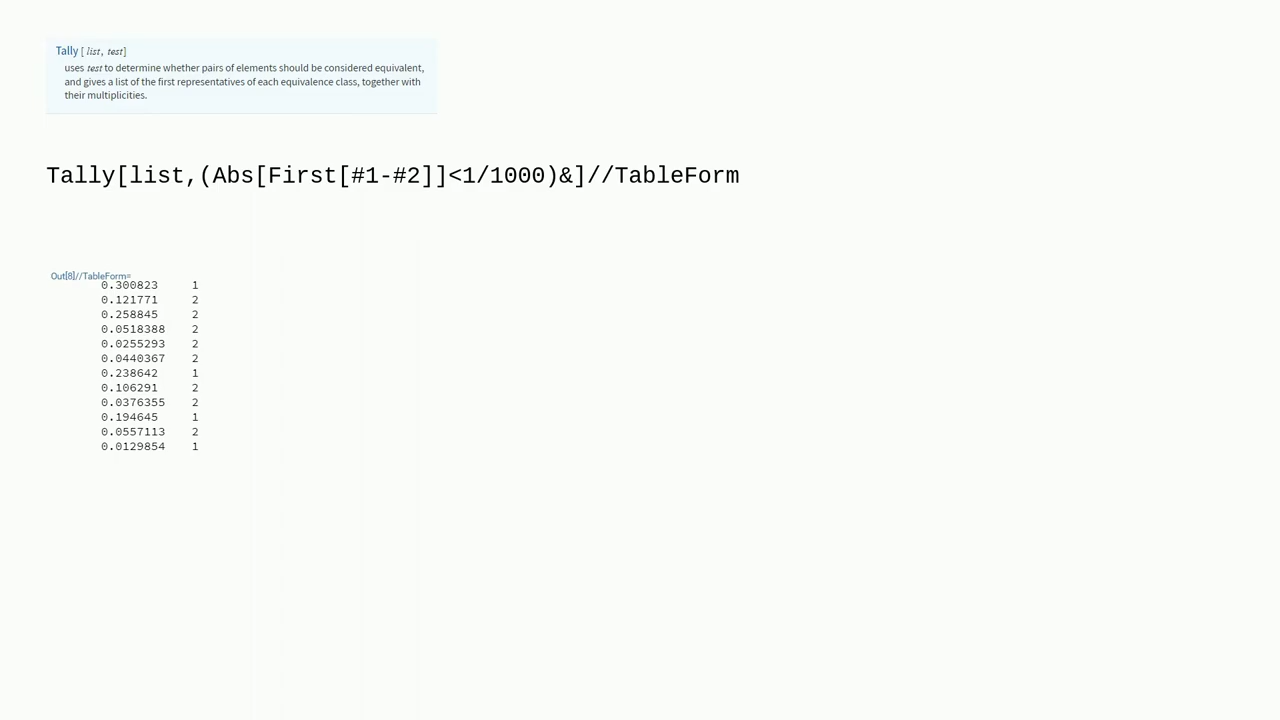 Tally [ list, test]
uses test to determine whether pairs of elements should be considered equivalent,
and gives a list of the first representatives of each equivalence class, together with
their multiplicities.
Tally[list,(Abs[First[#1-#2]]<1/1000)&]//TableForm
Out[8]//TableForm=
0.300823 1
0.121771 2
0.258845 2
0.0518388 2
0.0255293 2
0.0440367 2
0.238642 1
0.106291 2
0.0376355 2
0.194645 1
0.0557113 2
0.0129854 1